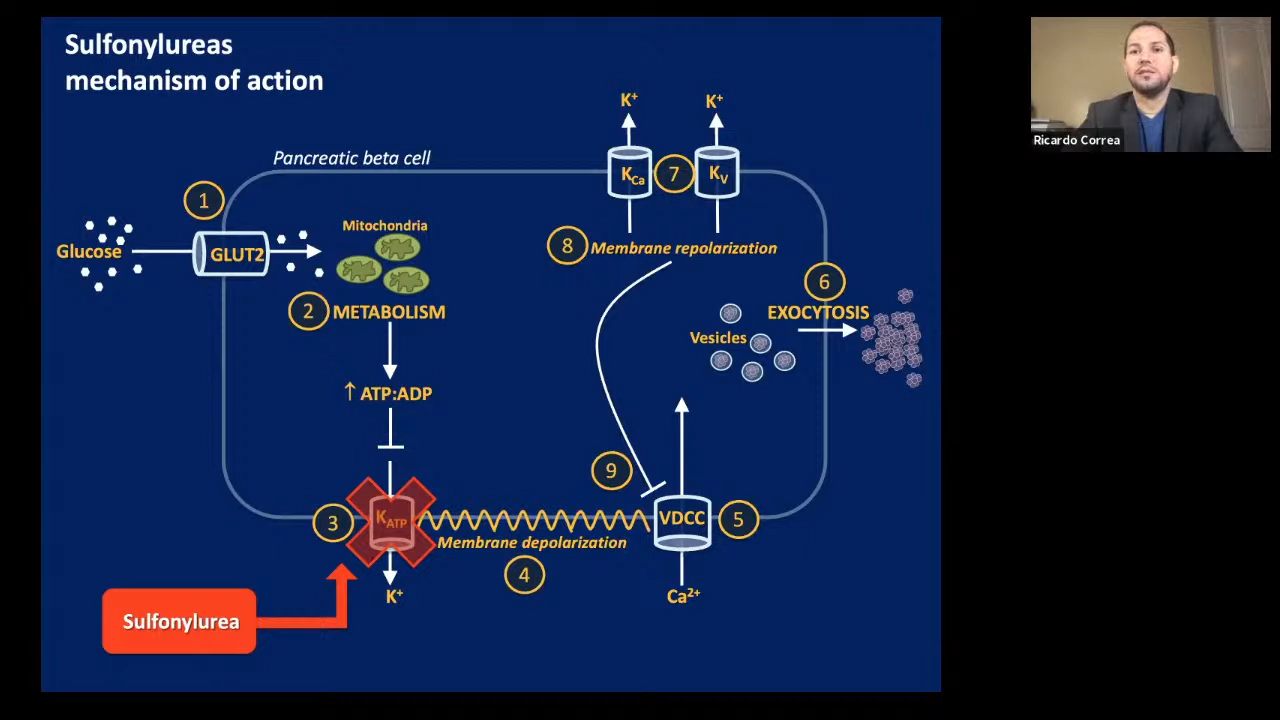 Sulfonylureas
mechanism of action
Ricardo Correa
K⁺
K⁺
Pancreatic beta cell
K_Ca
7
K_V
1
Glucose
GLUT2
Mitochondria
8
Membrane repolarization
2
METABOLISM
6
EXOCYTOSIS
Vesicles
↑ ATP:ADP
9
3
K_ATP
VDCC
5
Membrane depolarization
4
K⁺
Ca²⁺
Sulfonylurea